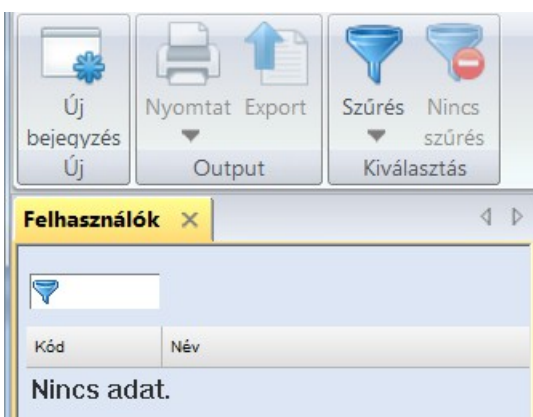 Új
bejegyzés
Új
Nyomtat Export
Output
Szűrés Nincs
szűrés
Kiválasztás
Felhasználók
Kód Név
Nincs adat.